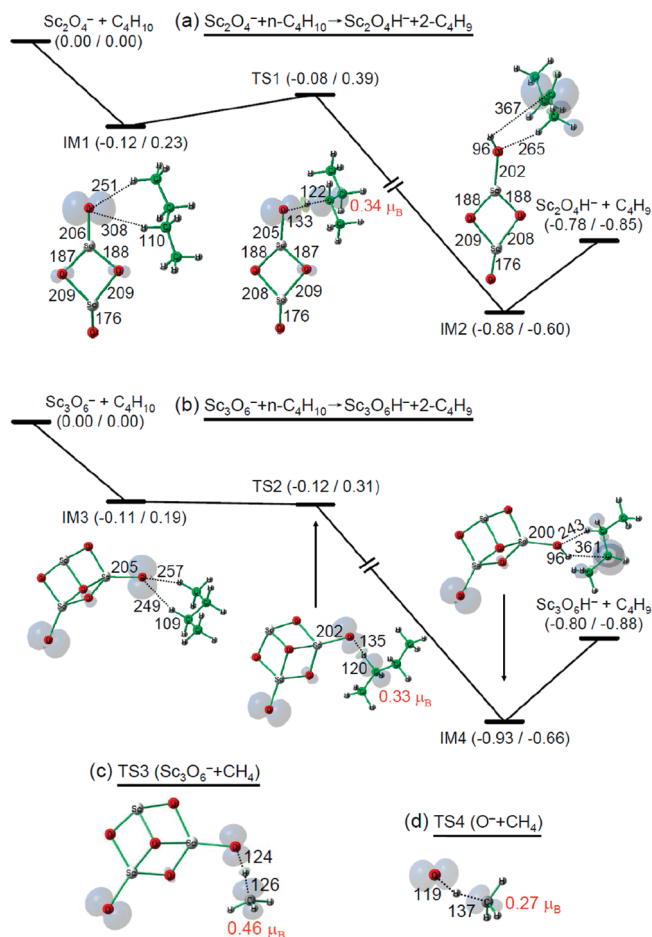 Sc₂O₄⁻ + C₄H₁₀
(0.00 / 0.00)
(a) Sc₂O₄⁻+n-C₄H₁₀→Sc₂O₄H⁻+2-C₄H₉
TS1 (-0.08 / 0.39)
IM1 (-0.12 / 0.23)
251
308
206
110
187
188
209
209
176
122
133
0.34 μB
205
188
187
208
209
176
367
96
265
202
188
188
209
208
176
Sc₂O₄H⁻ + C₄H₉
(-0.78 / -0.85)
IM2 (-0.88 / -0.60)
Sc₃O₆⁻ + C₄H₁₀
(0.00 / 0.00)
(b) Sc₃O₆⁻+n-C₄H₁₀→Sc₃O₆H⁻+2-C₄H₉
TS2 (-0.12 / 0.31)
IM3 (-0.11 / 0.19)
205
257
249
109
202
135
120
0.33 μB
200
243
96
361
Sc₃O₆H⁻ + C₄H₉
(-0.80 / -0.88)
IM4 (-0.93 / -0.66)
(c) TS3 (Sc₃O₆⁻+CH₄)
124
126
0.46 μB
(d) TS4 (O⁻+CH₄)
119
137
0.27 μB